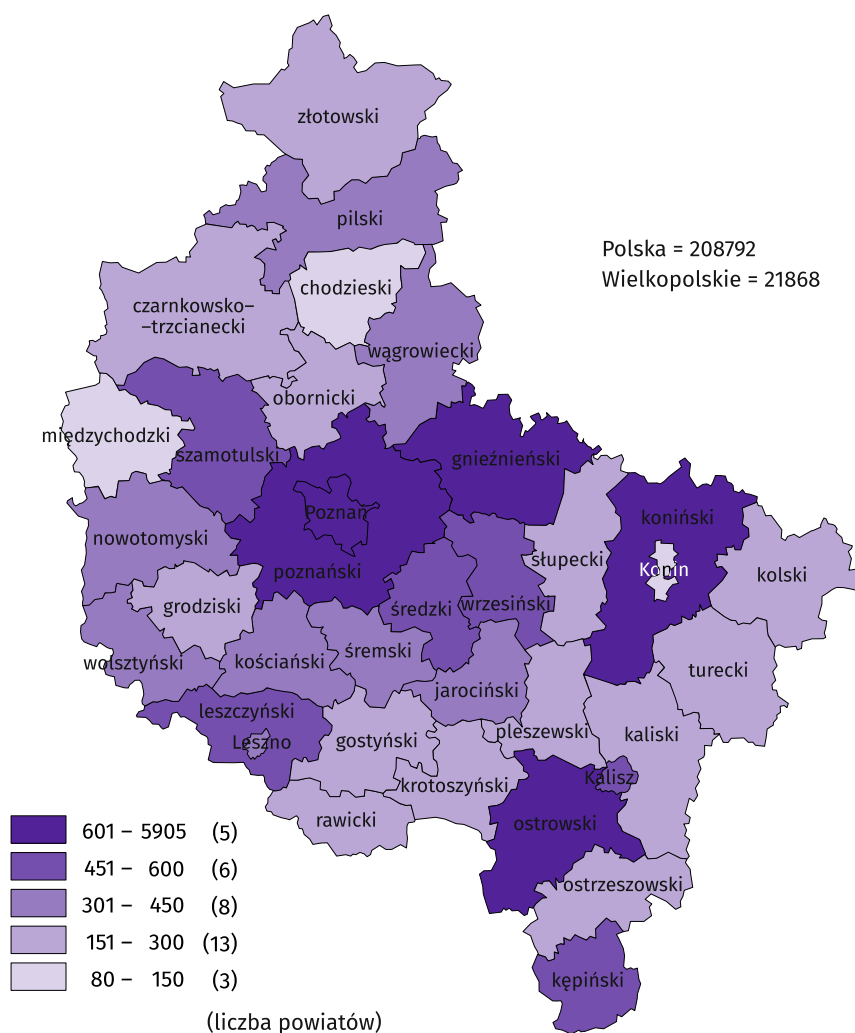 złotowski
pilski
Polska = 208792
Wielkopolskie = 21868
chodzieski
czarnkowsko–
–trzcianecki
wągrowiecki
obornicki
międzychodzki
szamotulski
gnieźnieński
Poznań
koniński
nowotomyski
słupecki
Konin
poznański
kolski
grodziski
średzki
wrzesiński
wolsztyński
kościański
śremski
turecki
jarociński
leszczyński
pleszewski
kaliski
Leszno
gostyński
Kalisz
krotoszyński
rawicki
ostrowski
601 – 5905 (5)
451 – 600 (6)
ostrzeszowski
301 – 450 (8)
151 – 300 (13)
80 – 150 (3)
kępiński
(liczba powiatów)